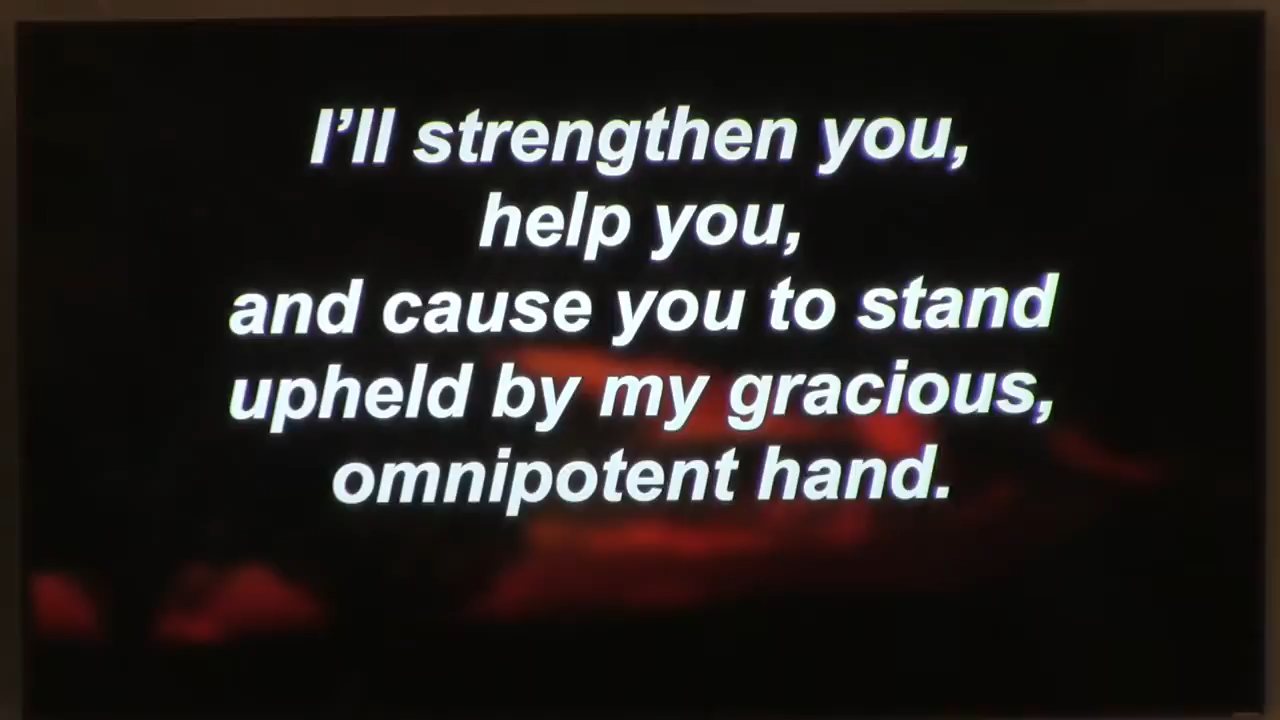 I’ll strengthen you,
help you,
and cause you to stand
upheld by my gracious,
omnipotent hand.